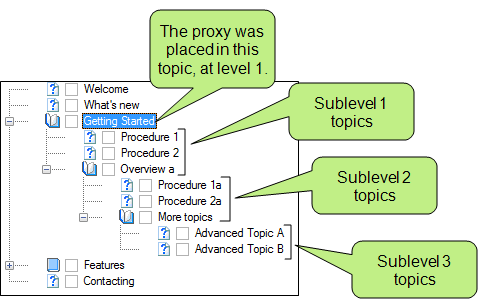 The proxy was
placed in this
topic, at level 1.
Welcome
What's new
Getting Started
Procedure 1
Procedure 2
Overview a
Procedure 1a
Procedure 2a
More topics
Advanced Topic A
Advanced Topic B
Features
Contacting
Sublevel 1
topics
Sublevel 2
topics
Sublevel 3
topics